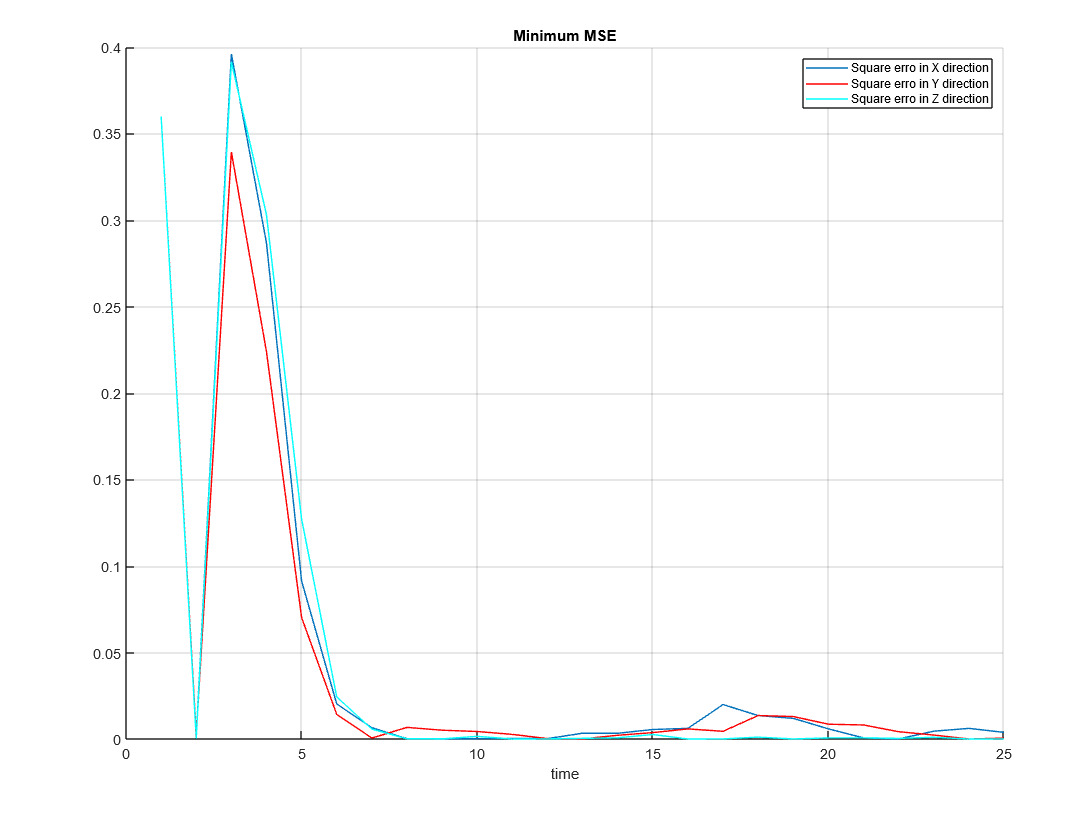 Minimum MSE
0.4
0.35
0.3
0.25
0.2
0.15
0.1
0.05
0
Square erro in X direction
Square erro in Y direction
Square erro in Z direction
0 5 10 15 20 25
time